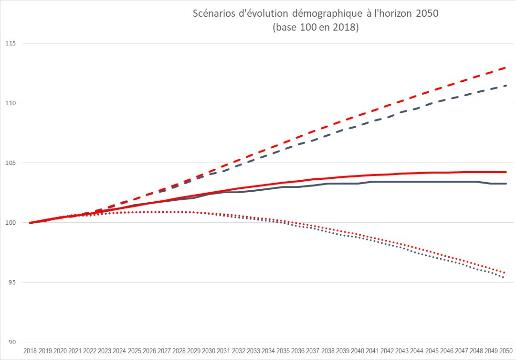 Scénarios d'évolution démographique à l'horizon 2050
(base 100 en 2018)
115
110
105
100
95
90
2018 2019 2020 2021 2022 2023 2024 2025 2026 2027 2028 2029 2030 2031 2032 2033 2034 2035 2036 2037 2038 2039 2040 2041 2042 2043 2044 2045 2046 2047 2048 2049 2050